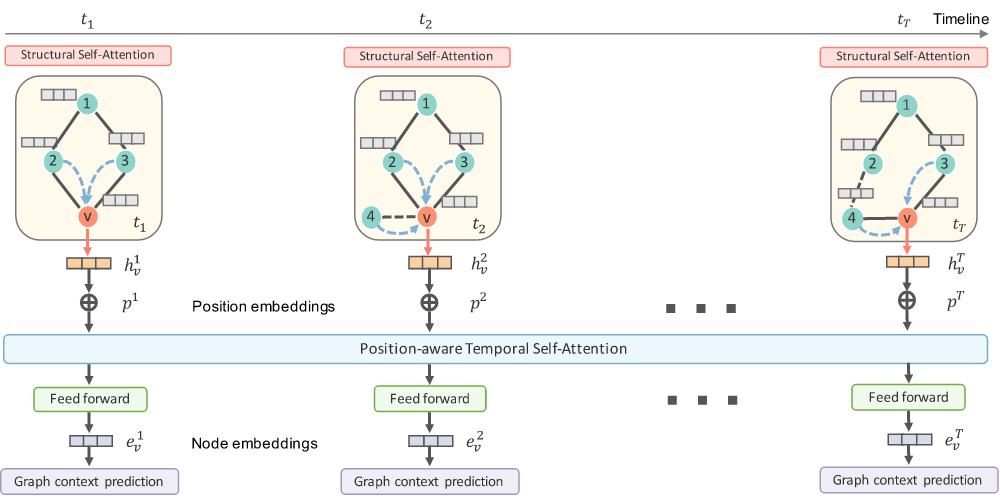 t1 t2 tT Timeline
Structural Self-Attention Structural Self-Attention Structural Self-Attention
1 1 1
2 3 2 3 2 3
v t1 4 v t2 4 v tT
h_v^1 h_v^2 h_v^T
p^1 Position embeddings p^2 p^T
Position-aware Temporal Self-Attention
Feed forward Feed forward Feed forward
e_v^1 Node embeddings e_v^2 e_v^T
Graph context prediction Graph context prediction Graph context prediction